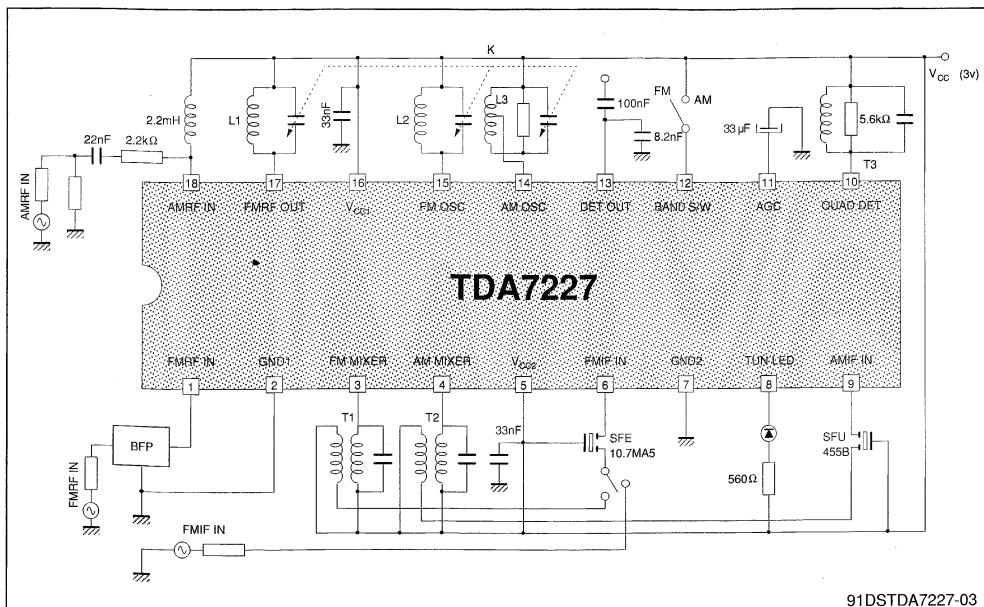 K
V_CC (3v)
FM
AM
L1
33nF
L2
L3
100nF
8.2nF
33µF
5.6kΩ
2.2mH
22nF
2.2kΩ
T3
AMRF IN
18
17
16
15
14
13
12
11
10
AMRF IN
FMRF OUT
V_CC1
FM OSC
AM OSC
DET OUT
BAND S/W
AGC
QUAD DET
TDA7227
FMRF IN
GND1
FM MIXER
AM MIXER
V_CC2
FMIF IN
GND2
TUN LED
AMIF IN
1
2
3
4
5
6
7
8
9
T1
T2
33nF
SFE
10.7MA5
SFU
455B
BFP
560Ω
FMRF IN
FMIF IN
91DSTDA7227-03